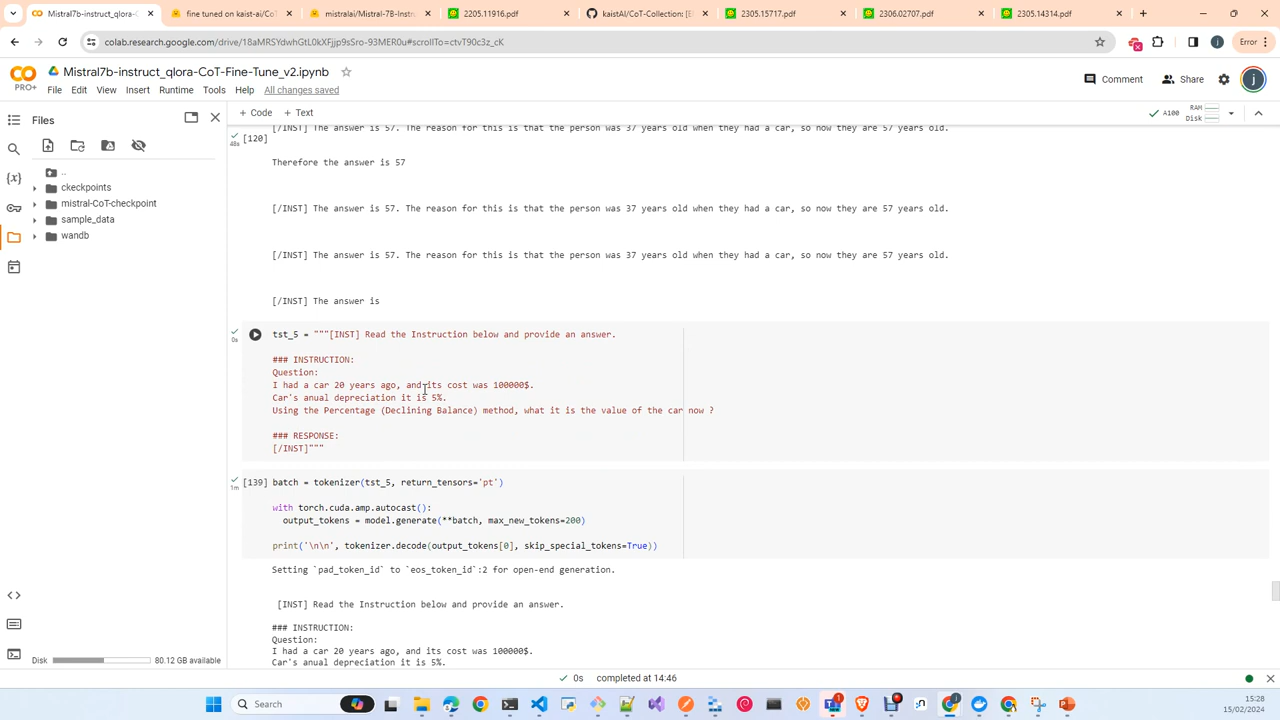 Mistral7b-instruct_qlora-C
fine tuned on kaist-ai/CoT
mistralai/Mistral-7B-Instr
2205.11916.pdf
kaistAI/CoT-Collection: [E
2305.15717.pdf
2306.02707.pdf
2305.14314.pdf
colab.research.google.com/drive/18aMRSYdwhGtL0kXFjjp9sSro-93MER0u#scrollTo=ctvT90c3z_cK
j
Error
PRO+
Mistral7b-instruct_qlora-CoT-Fine-Tune_v2.ipynb
File Edit View Insert Runtime Tools Help All changes saved
Comment
Share
j
Files
+ Code + Text
A100
RAM
Disk
..
ckeckpoints
mistral-CoT-checkpoint
sample_data
wandb
{x}
Disk
80.12 GB available
[/INST] The answer is 57. The reason for this is that the person was 37 years old when they had a car, so now they are 57 years old.
48s
[120]
Therefore the answer is 57
[/INST] The answer is 57. The reason for this is that the person was 37 years old when they had a car, so now they are 57 years old.
[/INST] The answer is 57. The reason for this is that the person was 37 years old when they had a car, so now they are 57 years old.
[/INST] The answer is
0s
tst_5 = """[INST] Read the Instruction below and provide an answer.
### INSTRUCTION:
Question:
I had a car 20 years ago, and its cost was 100000$.
Car's anual depreciation it is 5%.
Using the Percentage (Declining Balance) method, what it is the value of the car now ?
### RESPONSE:
[/INST]"""
1m
[139]
batch = tokenizer(tst_5, return_tensors='pt')
with torch.cuda.amp.autocast():
output_tokens = model.generate(**batch, max_new_tokens=200)
print('\n\n', tokenizer.decode(output_tokens[0], skip_special_tokens=True))
Setting `pad_token_id` to `eos_token_id`:2 for open-end generation.
[INST] Read the Instruction below and provide an answer.
### INSTRUCTION:
Question:
I had a car 20 years ago, and its cost was 100000$.
Car's anual depreciation it is 5%.
0s completed at 14:46
Search
1
15:28
15/02/2024